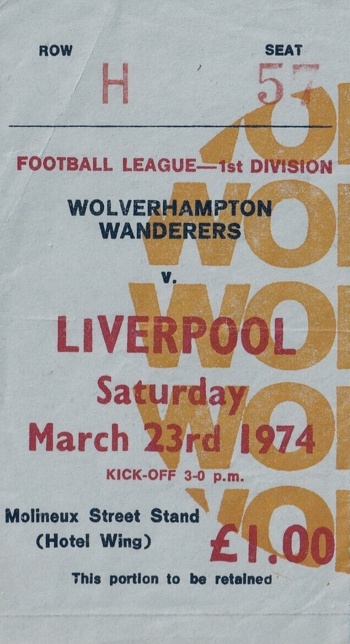 ROW SEAT
H 57
FOOTBALL LEAGUE—1st DIVISION
WOLVERHAMPTON
WANDERERS
v.
LIVERPOOL
Saturday
March 23rd 1974
KICK-OFF 3-0 p.m.
Molineux Street Stand
(Hotel Wing)
£1.00
This portion to be retained